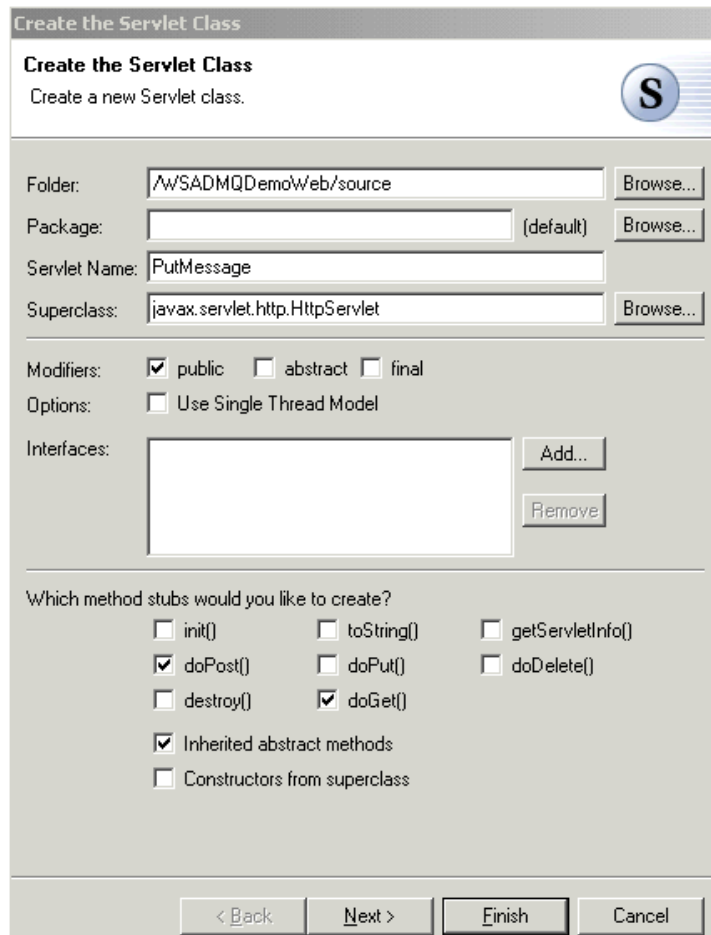 Create the Servlet Class
Create the Servlet Class
Create a new Servlet class.
S
Folder: /WSADMQDemoWeb/source Browse...
Package: (default) Browse...
Servlet Name: PutMessage
Superclass: javax.servlet.http.HttpServlet Browse...
Modifiers: public abstract final
Options: Use Single Thread Model
Interfaces: Add...
Remove
Which method stubs would you like to create?
init() toString() getServletInfo()
doPost() doPut() doDelete()
destroy() doGet()
Inherited abstract methods
Constructors from superclass
< Back Next > Finish Cancel